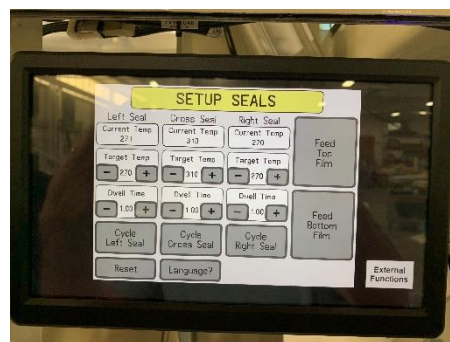 SETUP SEALS
Left Seal Cross Seal Right Seal
Current Temp Current Temp Current Temp
271 313 270
Target Temp Target Temp Target Temp
- 270 + - 310 + - 270 +
Dwell Time Dwell Time Dwell Time
- 1.00 + - 1.00 + - 1.00 +
Cycle
Left Seal
Cycle
Cross Seal
Cycle
Right Seal
Feed
Top
Film
Feed
Bottom
Film
Reset Language?
External
Functions